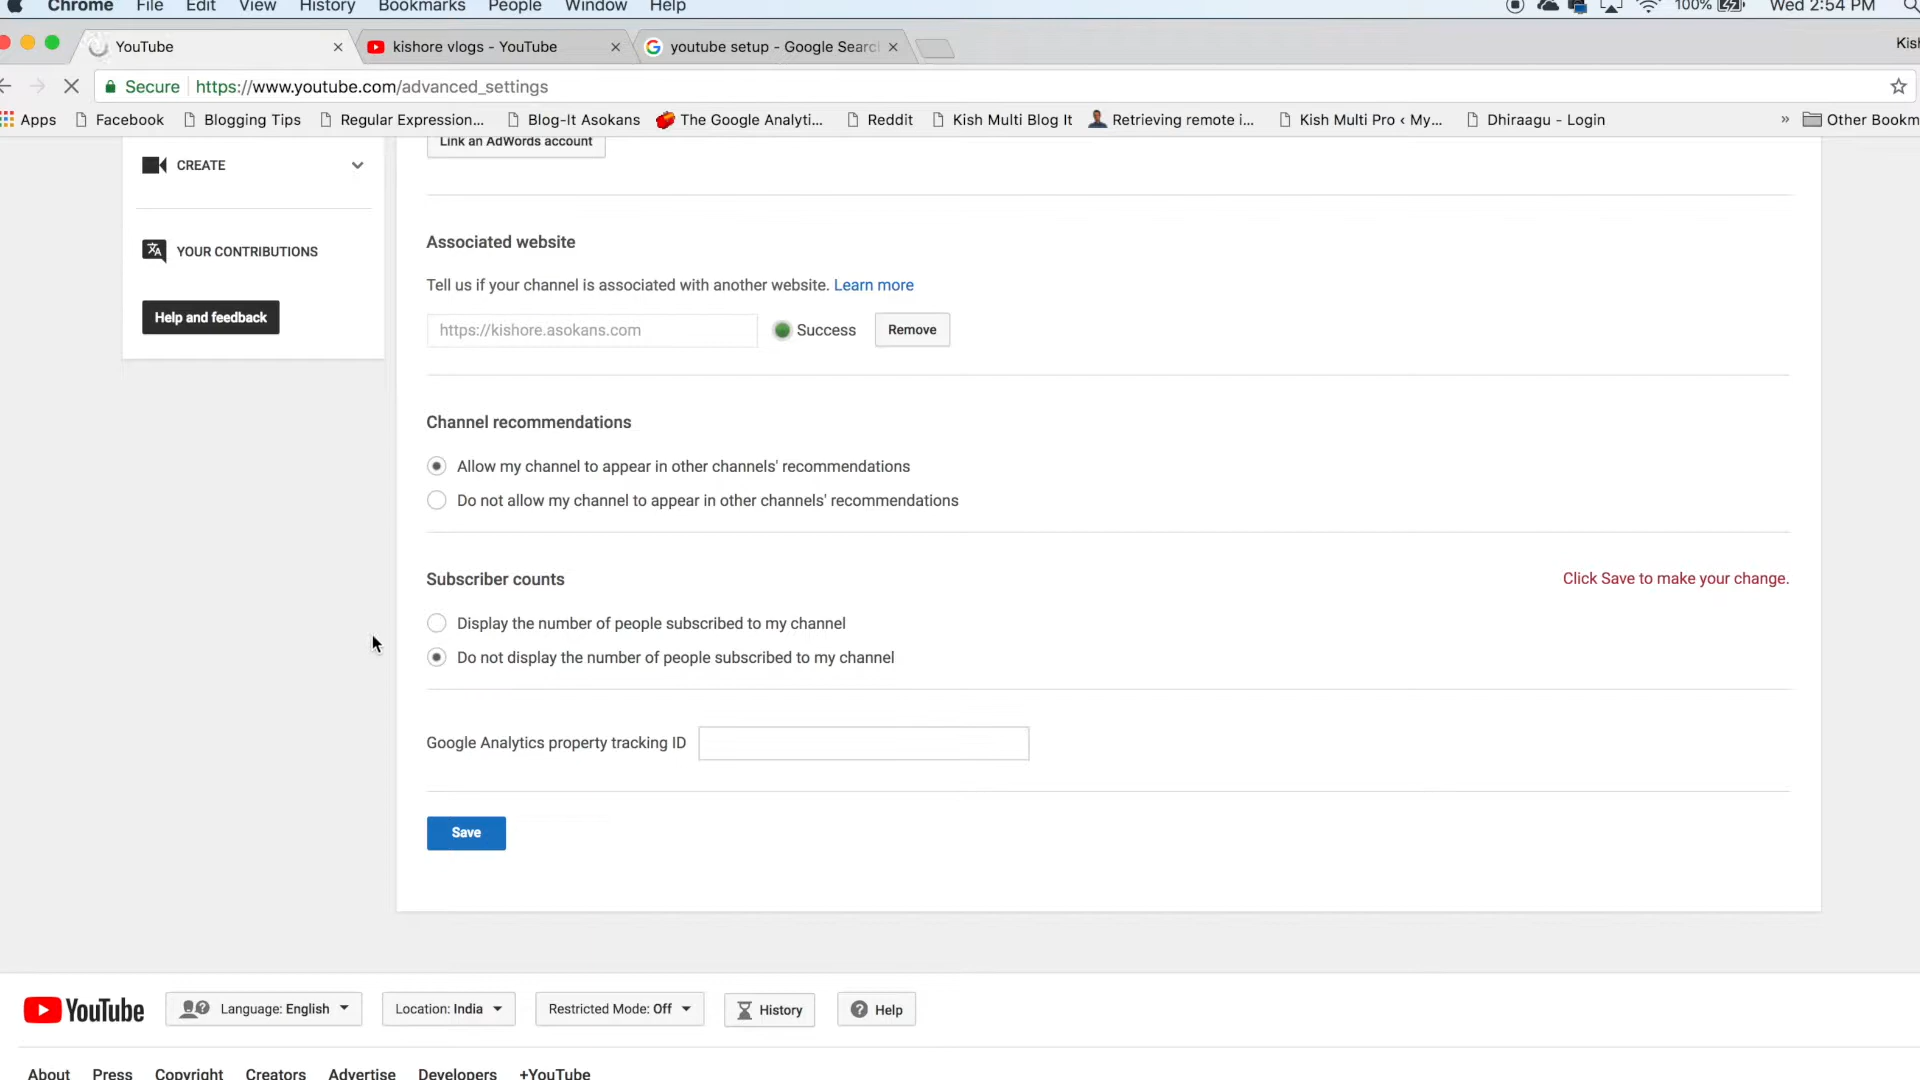 Chrome File Edit View History Bookmarks People Window Help 100% Wed 2:54 PM
YouTube kishore vlogs - YouTube youtube setup - Google Searc Kish
Secure https://www.youtube.com/advanced_settings
Apps Facebook Blogging Tips Regular Expression... Blog-It Asokans The Google Analyti... Reddit Kish Multi Blog It Retrieving remote i... Kish Multi Pro ‹ My... Dhiraagu - Login » Other Bookm
Link an AdWords account
CREATE
YOUR CONTRIBUTIONS
Help and feedback
Associated website
Tell us if your channel is associated with another website. Learn more
https://kishore.asokans.com Success Remove
Channel recommendations
Allow my channel to appear in other channels' recommendations
Do not allow my channel to appear in other channels' recommendations
Subscriber counts Click Save to make your change.
Display the number of people subscribed to my channel
Do not display the number of people subscribed to my channel
Google Analytics property tracking ID
Save
YouTube Language: English Location: India Restricted Mode: Off History Help
About Press Copyright Creators Advertise Developers +YouTube